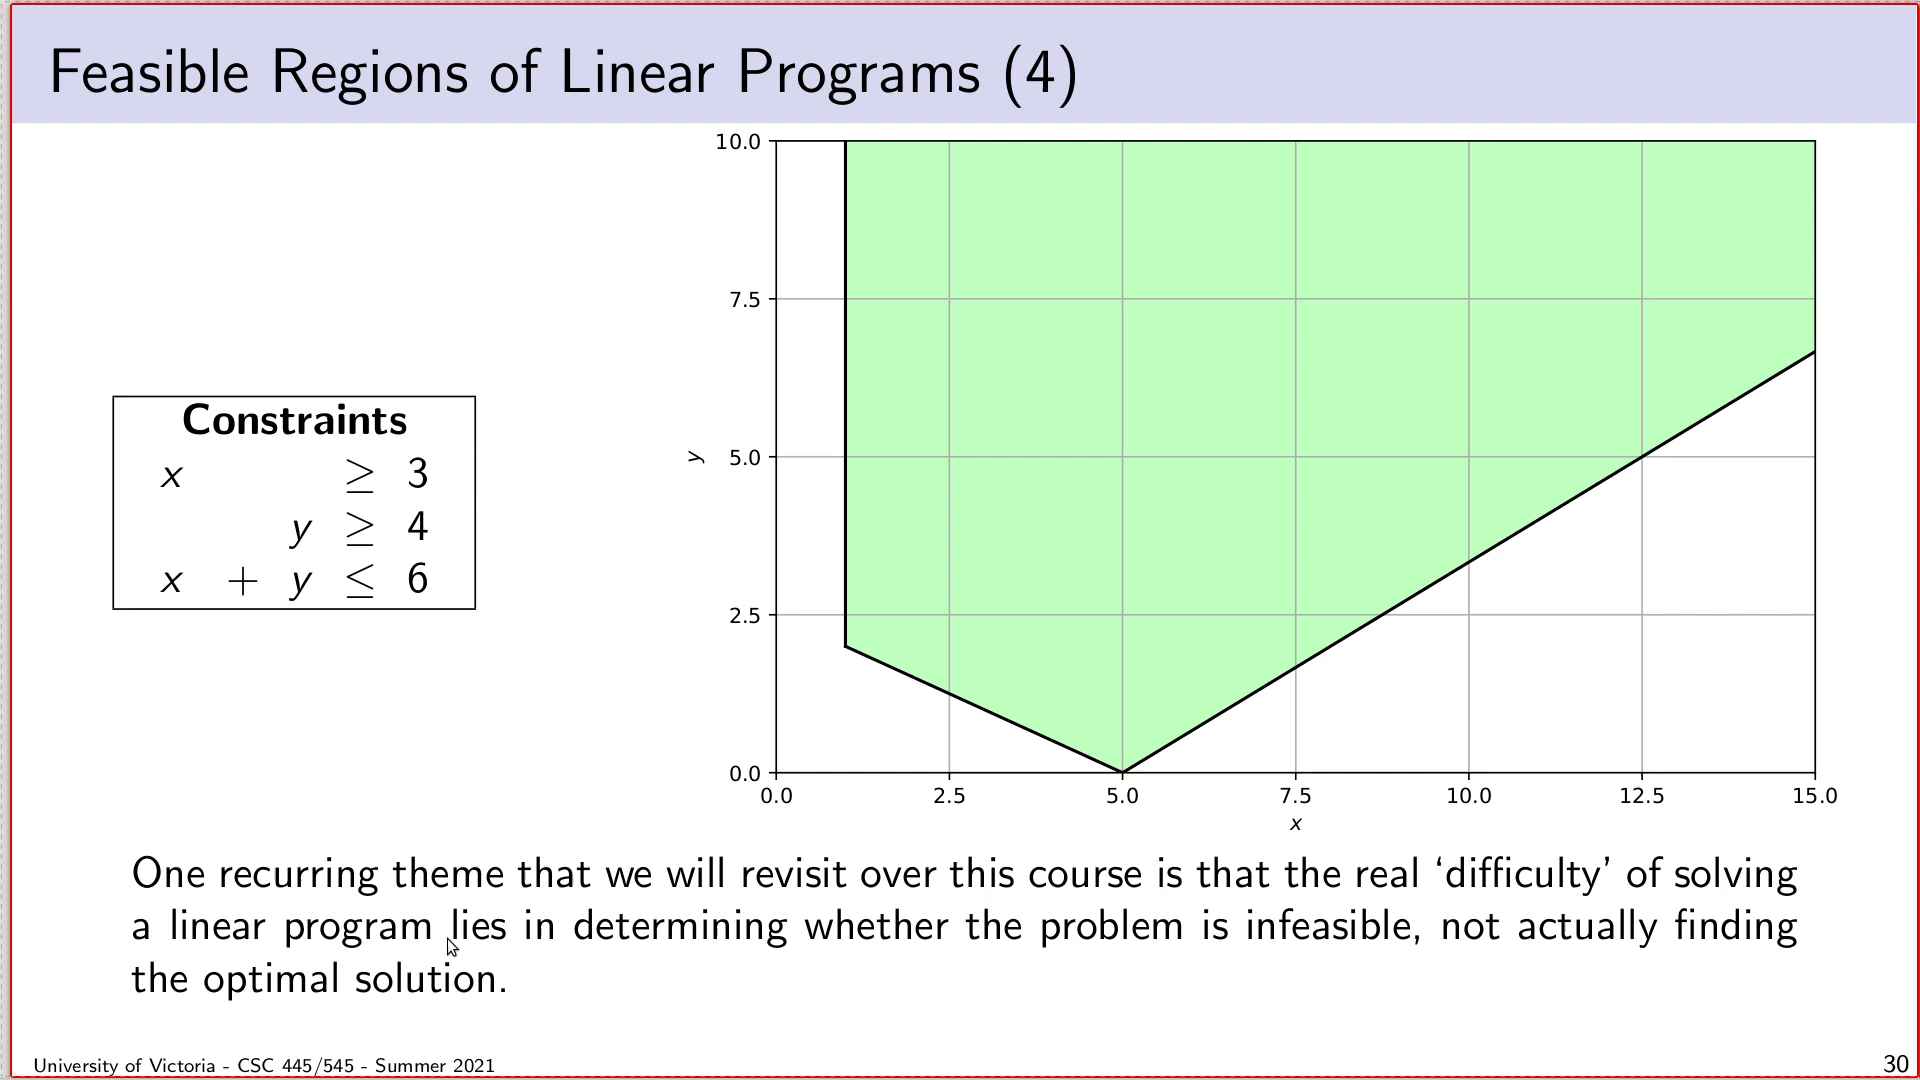 Feasible Regions of Linear Programs (4)
Constraints
x ≥ 3
y ≥ 4
x + y ≤ 6
10.0
7.5
5.0
2.5
0.0
y
0.0 2.5 5.0 7.5 10.0 12.5 15.0
x
One recurring theme that we will revisit over this course is that the real ‘difficulty’ of solving
a linear program lies in determining whether the problem is infeasible, not actually finding
the optimal solution.
University of Victoria - CSC 445/545 - Summer 2021
30